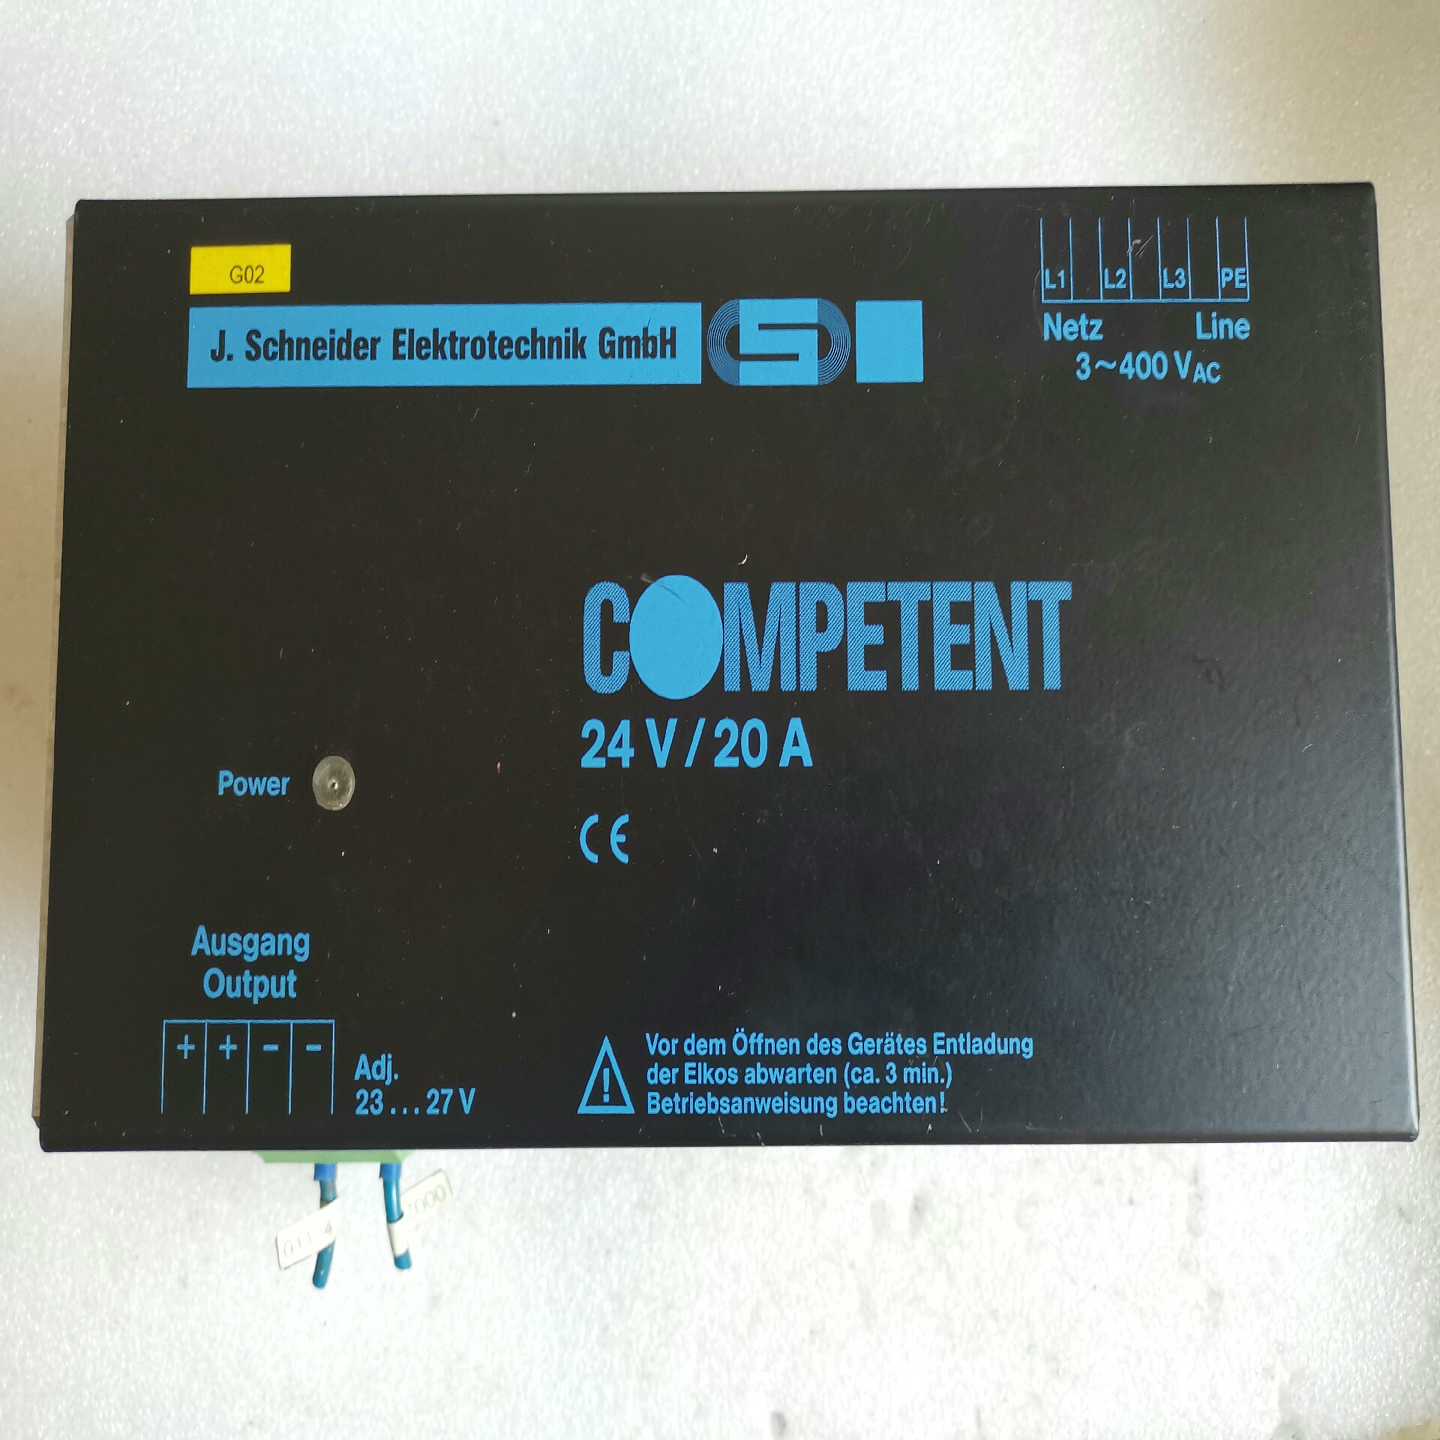 G02
J. Schneider Elektrotechnik GmbH
L1 L2 L3 PE
Netz Line
3~400 VAC
COMPETENT
24 V / 20 A
Power
CE
Ausgang
Output
+ + - -
Adj.
23...27 V
Vor dem Öffnen des Gerätes Entladung
der Elkos abwarten (ca. 3 min.)
Betriebsanweisung beachten!